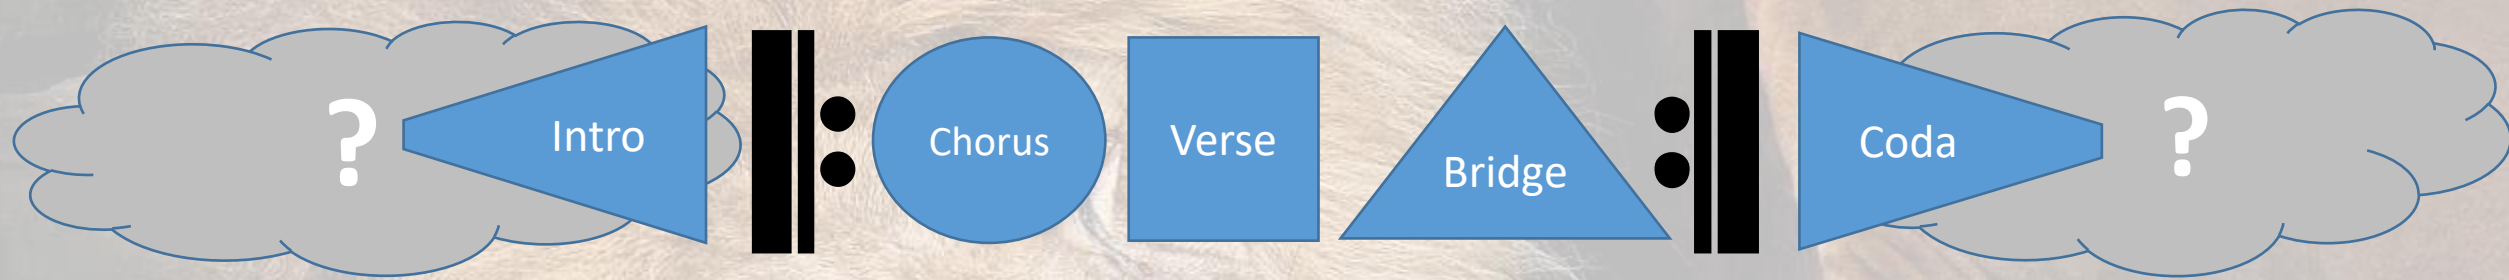 ?
Intro
Chorus
Verse
Bridge
Coda
?